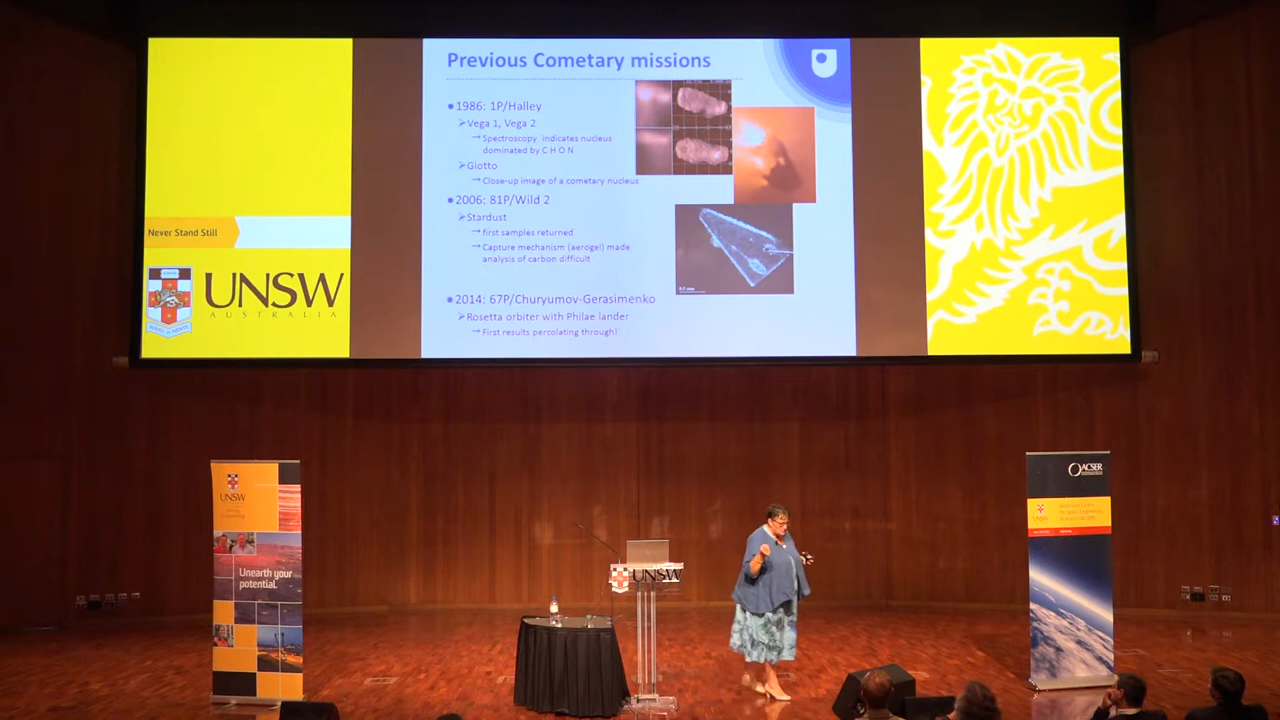 Previous Cometary missions
1986: 1P/Halley
Vega 1, Vega 2
Spectroscopy indicates nucleus
dominated by C H O N
Giotto
Close-up image of a cometary nucleus
2006: 81P/Wild 2
Stardust
first samples returned
Capture mechanism (aerogel) made
analysis of carbon difficult
2014: 67P/Churyumov-Gerasimenko
Rosetta orbiter with Philae lander
First results percolating through!
Never Stand Still
UNSW
AUSTRALIA
UNSW
Unearth your
potential.
UNSW
ACSER
UNSW